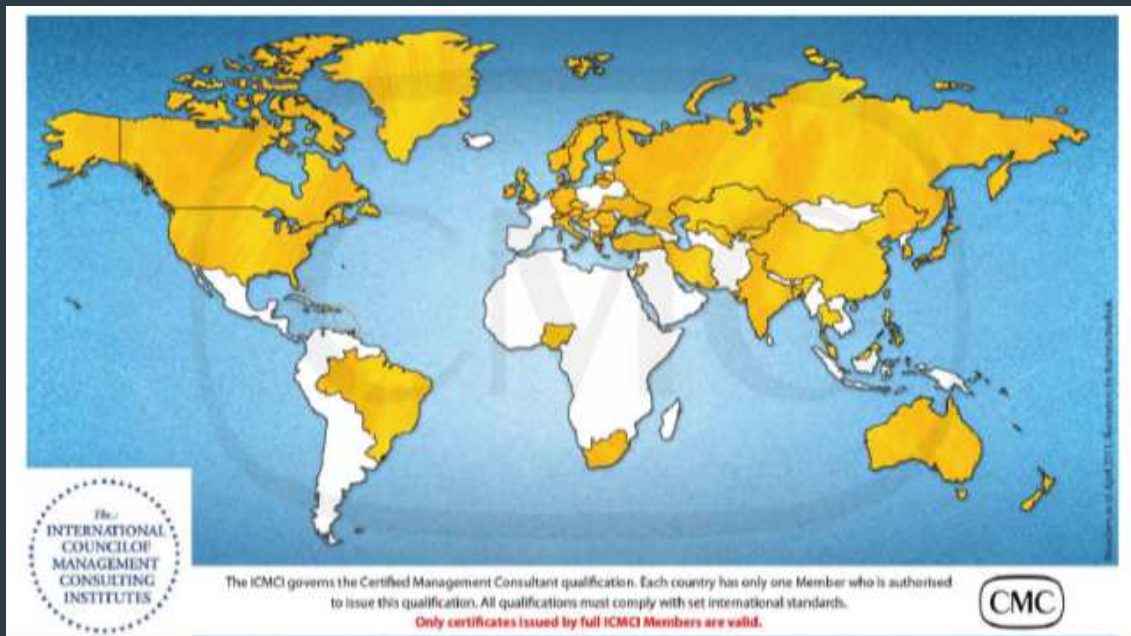 CMC
The
INTERNATIONAL
COUNCILOF
MANAGEMENT
CONSULTING
INSTITUTES
The ICMCI governs the Certified Management Consultant qualification. Each country has only one Member who is authorised
to issue this qualification. All qualifications must comply with set international standards.
Only certificates issued by full ICMCI Members are valid.
CMC